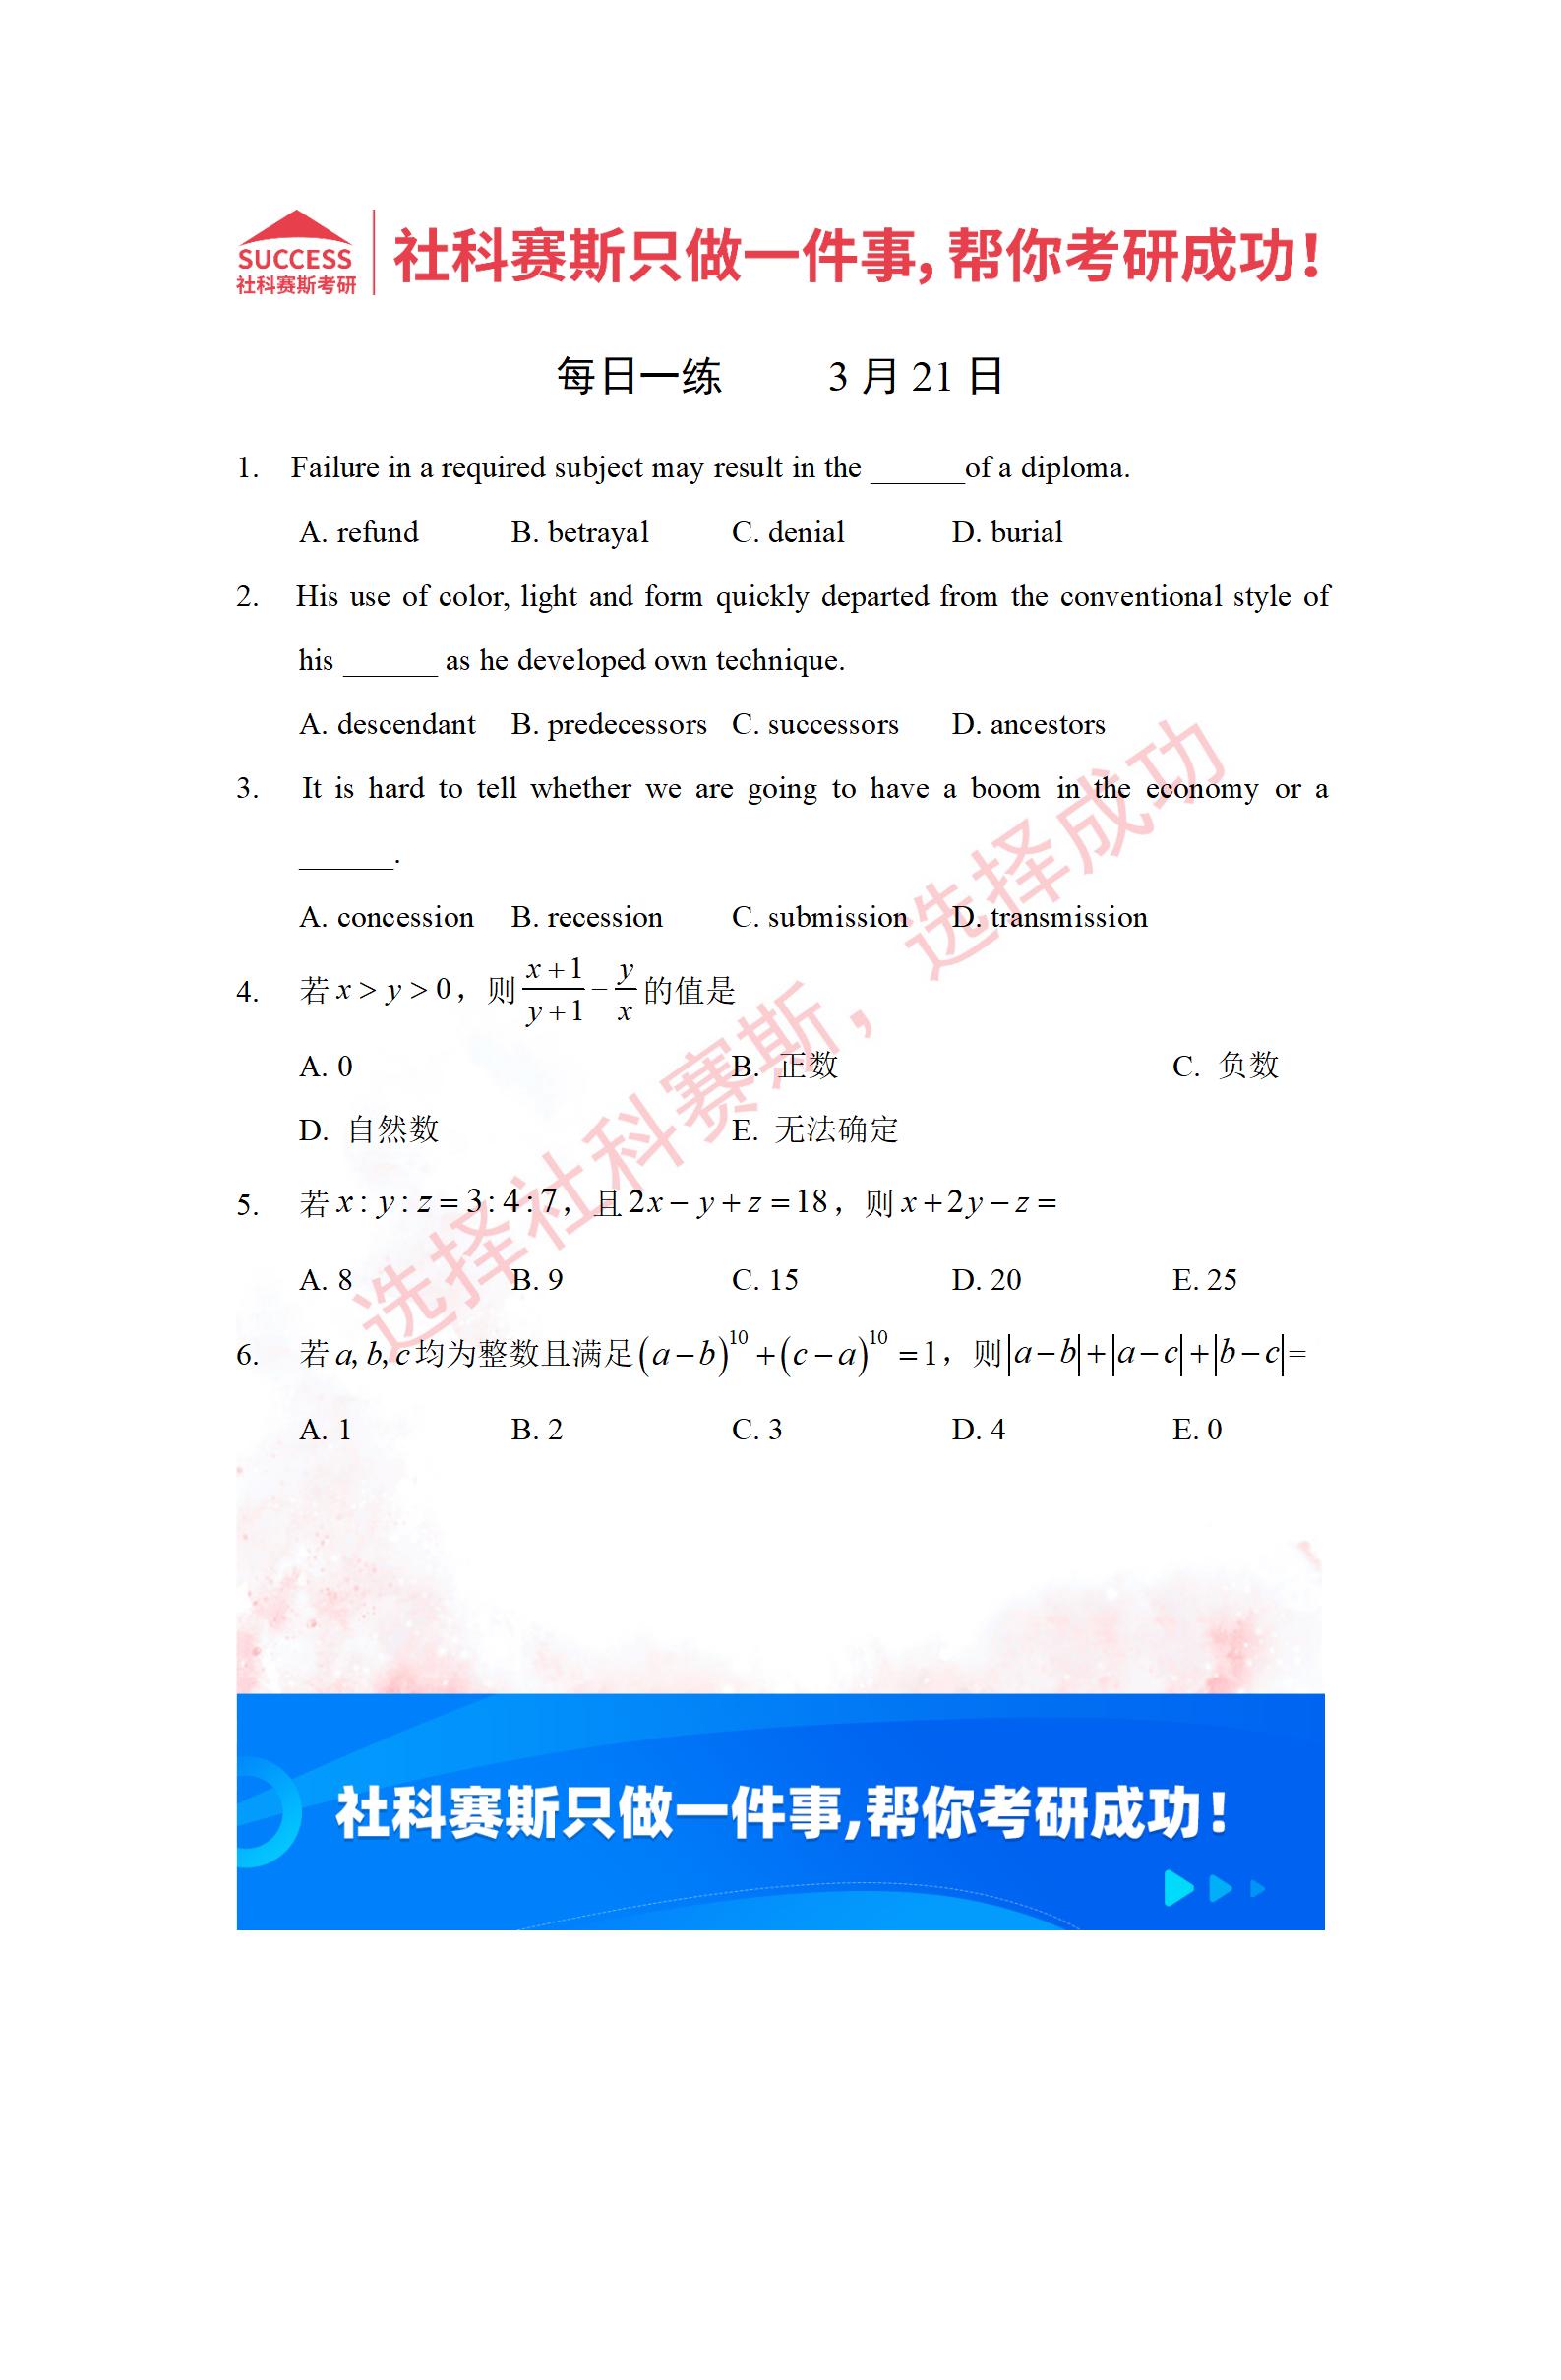 SUCCESS
社科赛斯考研
社科赛斯只做一件事,帮你考研成功!
每日一练 3月21日
1. Failure in a required subject may result in the ______of a diploma.
A. refund B. betrayal C. denial D. burial
2. His use of color, light and form quickly departed from the conventional style of
his ______ as he developed own technique.
A. descendant B. predecessors C. successors D. ancestors
3. It is hard to tell whether we are going to have a boom in the economy or a
______.
A. concession B. recession C. submission D. transmission
4. 若 x > y > 0，则 (x+1)/(y+1) − y/x 的值是
A. 0 B. 正数 C. 负数
D. 自然数 E. 无法确定
5. 若 x : y : z = 3 : 4 : 7，且 2x − y + z = 18，则 x + 2y − z =
A. 8 B. 9 C. 15 D. 20 E. 25
6. 若 a, b, c 均为整数且满足 (a−b)^10 + (c−a)^10 = 1，则 |a−b| + |a−c| + |b−c| =
A. 1 B. 2 C. 3 D. 4 E. 0
选择社科赛斯，选择成功
社科赛斯只做一件事,帮你考研成功!